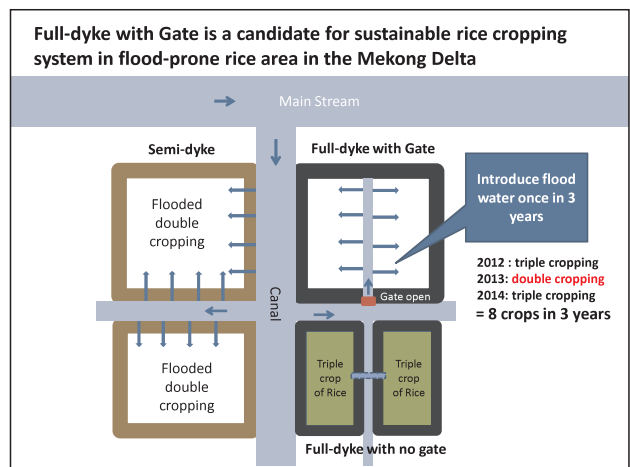 Full-dyke with Gate is a candidate for sustainable rice cropping
system in flood-prone rice area in the Mekong Delta
Main Stream
Semi-dyke
Full-dyke with Gate
Flooded
double
cropping
Introduce flood
water once in 3
years
2012 : triple cropping
2013: double cropping
2014: triple cropping
= 8 crops in 3 years
Gate open
Canal
Flooded
double
cropping
Triple
crop
of Rice
Triple
crop
of Rice
Full-dyke with no gate